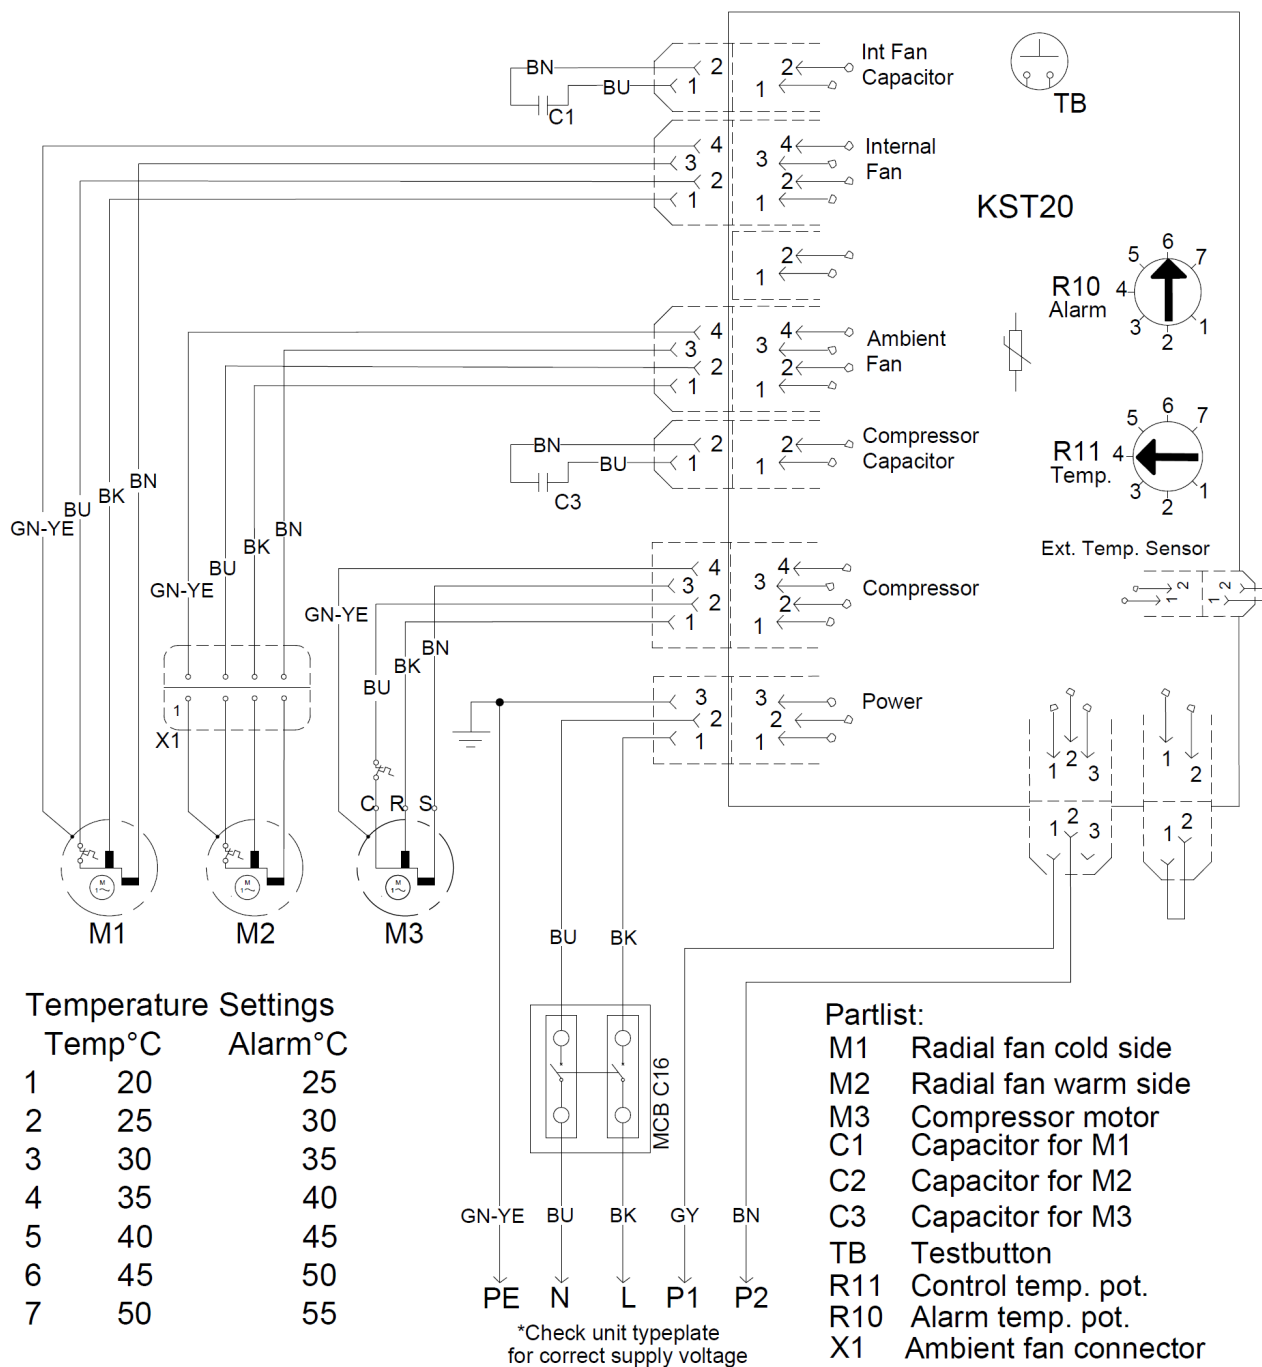 Int Fan
Capacitor
BN
BU
C1
2
1
2
1
TB
4
3
2
1
4
3
2
1
Internal
Fan
KST20
2
1
R10
Alarm
1
2
3
4
5
6
7
4
3
2
1
4
3
2
1
Ambient
Fan
R11
Temp.
1
2
3
4
5
6
7
BN
BU
C3
2
1
2
1
Compressor
Capacitor
GN-YE
BU
BK
BN
GN-YE
BU
BK
BN
Ext. Temp. Sensor
1
2
1
2
4
3
2
1
4
3
2
1
Compressor
GN-YE
BU
BK
BN
1
X1
3
2
1
3
2
1
Power
C
R
S
1
2
3
1
2
1
2
3
1
2
M
1~
M
1~
M
1~
M1
M2
M3
BU
BK
MCB C16
GN-YE
BU
BK
GY
BN
PE
N
L
P1
P2
*Check unit typeplate
for correct supply voltage
Temperature Settings
Temp°C Alarm°C
1 20 25
2 25 30
3 30 35
4 35 40
5 40 45
6 45 50
7 50 55
Partlist:
M1 Radial fan cold side
M2 Radial fan warm side
M3 Compressor motor
C1 Capacitor for M1
C2 Capacitor for M2
C3 Capacitor for M3
TB Testbutton
R11 Control temp. pot.
R10 Alarm temp. pot.
X1 Ambient fan connector